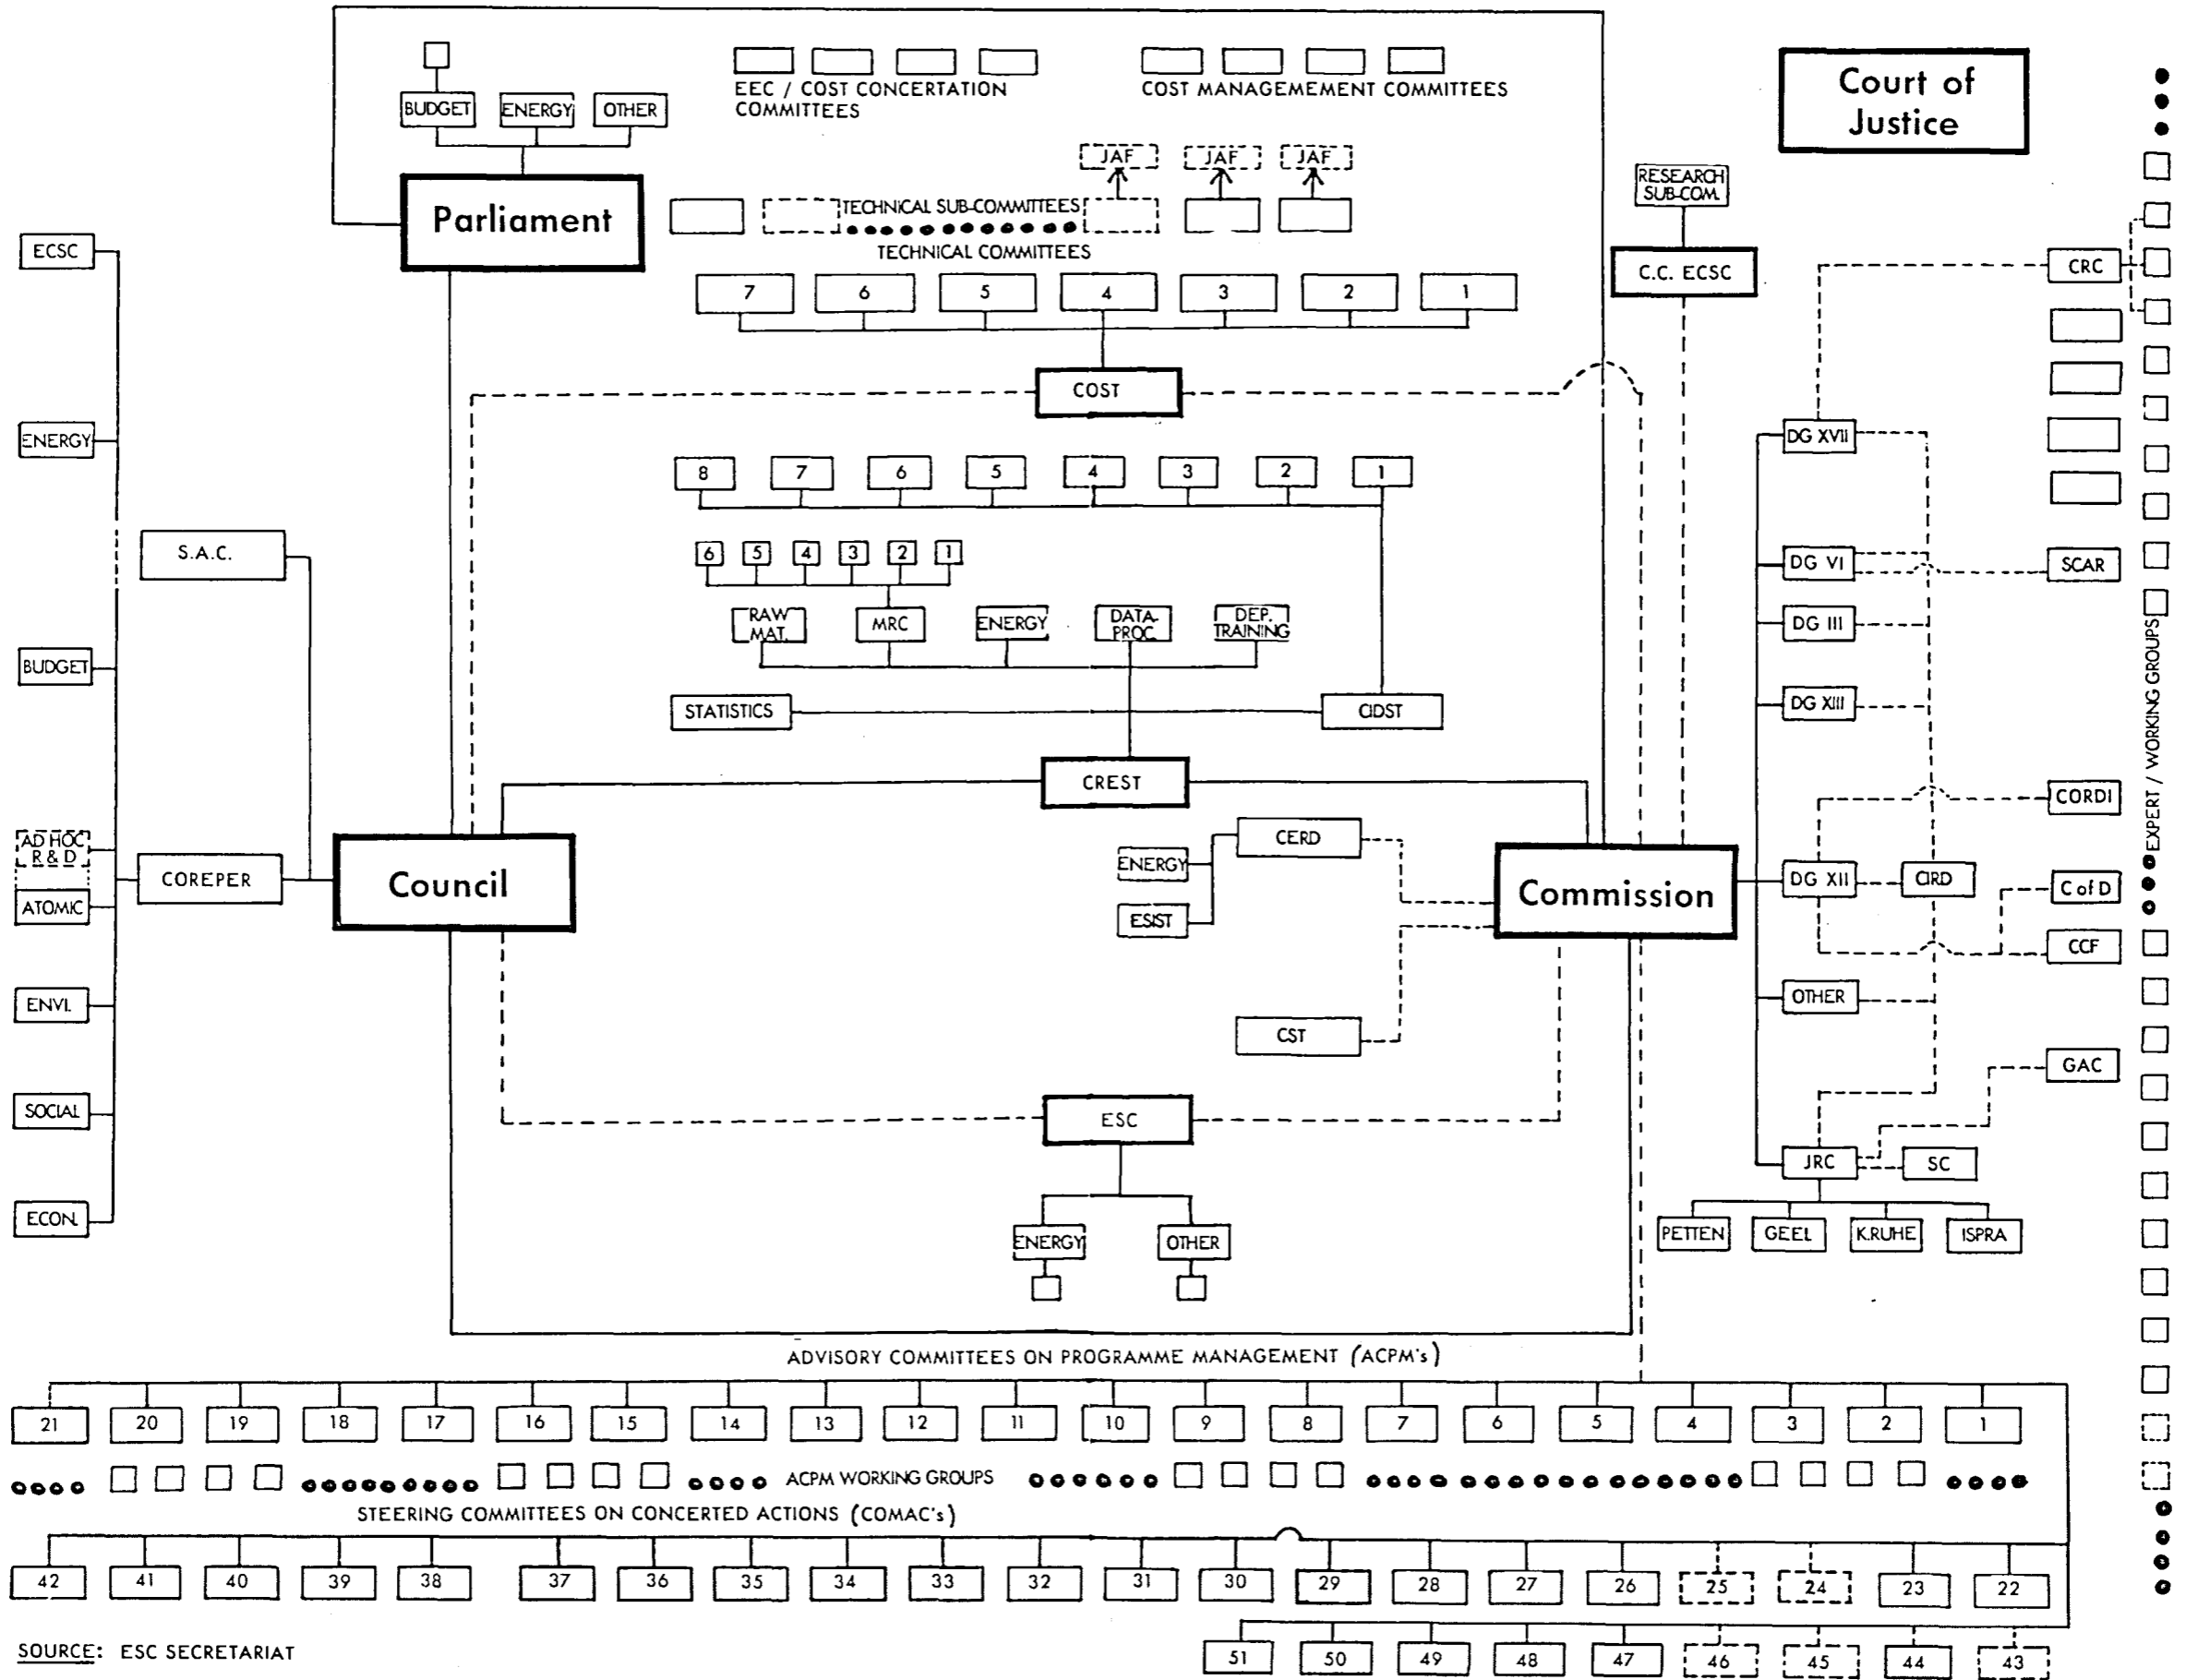 EEC / COST CONCERTATION
COMMITTEES
COST MANAGEMEMENT COMMITTEES
Court of
Justice
BUDGET
ENERGY
OTHER
Parliament
JAF
JAF
JAF
TECHNICAL SUB-COMMITTEES
TECHNICAL COMMITTEES
RESEARCH
SUB-COM.
C.C. ECSC
7
6
5
4
3
2
1
COST
8
7
6
5
4
3
2
1
6
5
4
3
2
1
RAW
MAT.
MRC
ENERGY
DATA-
PROC.
DEP.
TRAINING
STATISTICS
CIDST
CREST
ECSC
ENERGY
S.A.C.
BUDGET
AD HOC
R & D
COREPER
ATOMIC
ENVI.
SOCIAL
ECON.
Council
CERD
ENERGY
ESIST
CST
Commission
ESC
ENERGY
OTHER
CRC
DG XVII
DG VI
SCAR
DG III
DG XIII
CORDI
DG XII
CIRD
C of D
CCF
OTHER
GAC
JRC
SC
PETTEN
GEEL
K.RUHE
ISPRA
EXPERT / WORKING GROUPS
ADVISORY COMMITTEES ON PROGRAMME MANAGEMENT (ACPM's)
21
20
19
18
17
16
15
14
13
12
11
10
9
8
7
6
5
4
3
2
1
ACPM WORKING GROUPS
STEERING COMMITTEES ON CONCERTED ACTIONS (COMAC's)
42
41
40
39
38
37
36
35
34
33
32
31
30
29
28
27
26
25
24
23
22
51
50
49
48
47
46
45
44
43
SOURCE: ESC SECRETARIAT